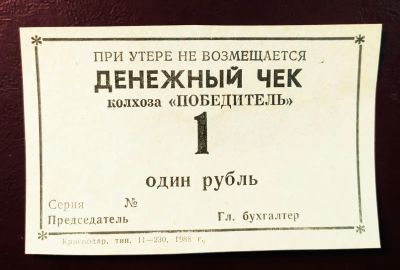 ПРИ УТЕРЕ НЕ ВОЗМЕЩАЕТСЯ
ДЕНЕЖНЫЙ ЧЕК
колхоза «ПОБЕДИТЕЛЬ»
1
один рубль
Серия №
Председатель Гл. бухгалтер
Краснодар, тип. 11—230, 1988 г.,